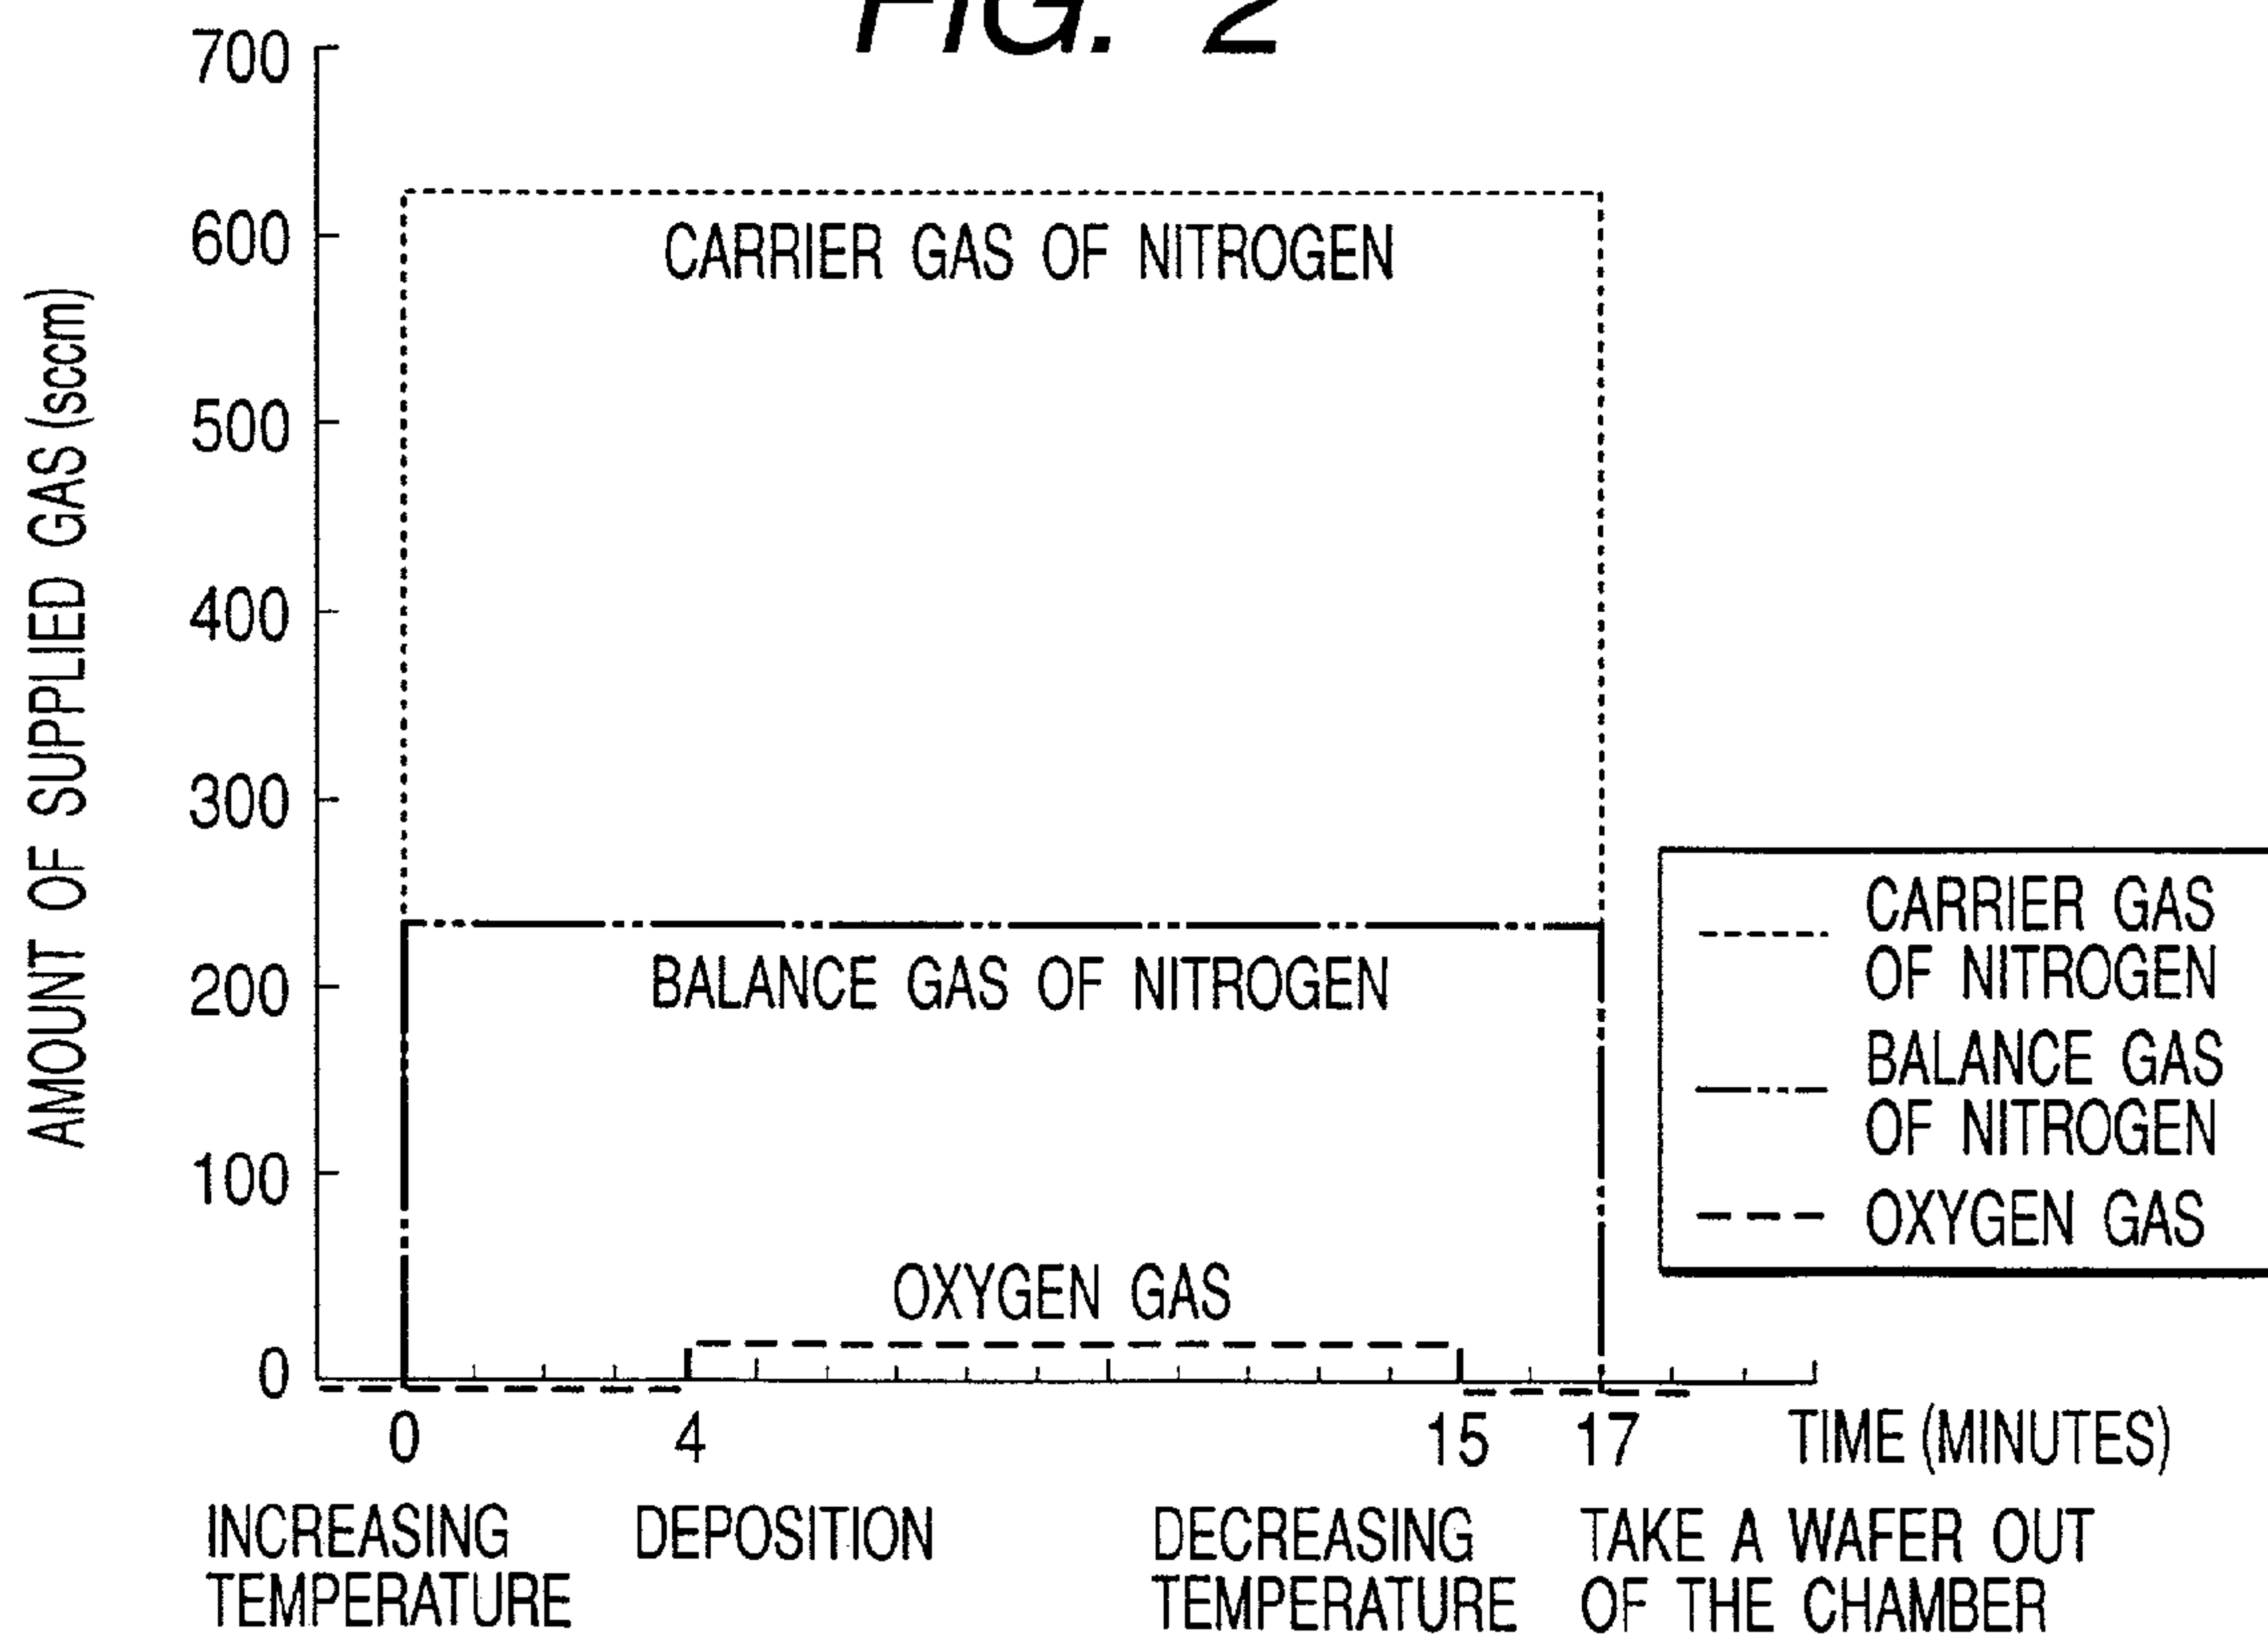 FIG. 2
700
600
500
400
300
200
100
0
AMOUNT OF SUPPLIED GAS (sccm)
CARRIER GAS OF NITROGEN
BALANCE GAS OF NITROGEN
OXYGEN GAS
CARRIER GAS
OF NITROGEN
BALANCE GAS
OF NITROGEN
OXYGEN GAS
0 4 15 17 TIME (MINUTES)
INCREASING
TEMPERATURE
DEPOSITION
DECREASING
TEMPERATURE
TAKE A WAFER OUT
OF THE CHAMBER